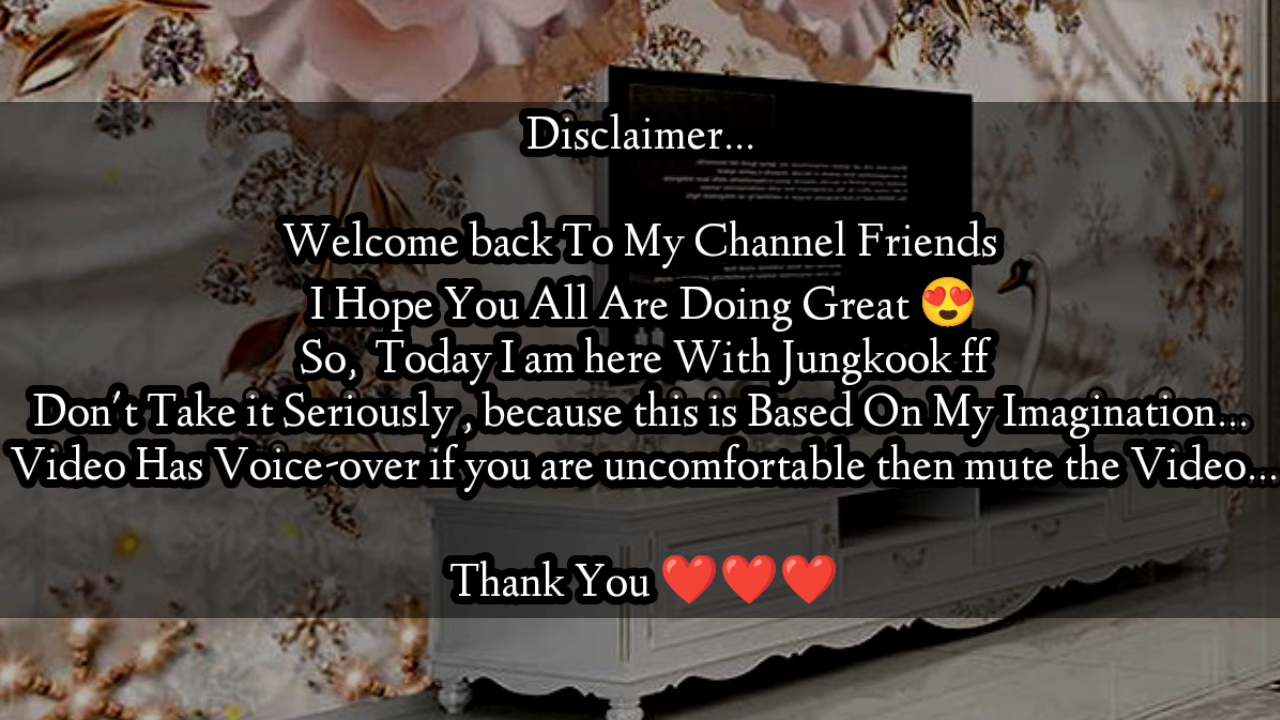 Disclaimer...
Welcome back To My Channel Friends
I Hope You All Are Doing Great 😍
So, Today I am here With Jungkook ff
Don't Take it Seriously , because this is Based On My Imagination...
Video Has Voice-over if you are uncomfortable then mute the Video...
Thank You ❤️❤️❤️